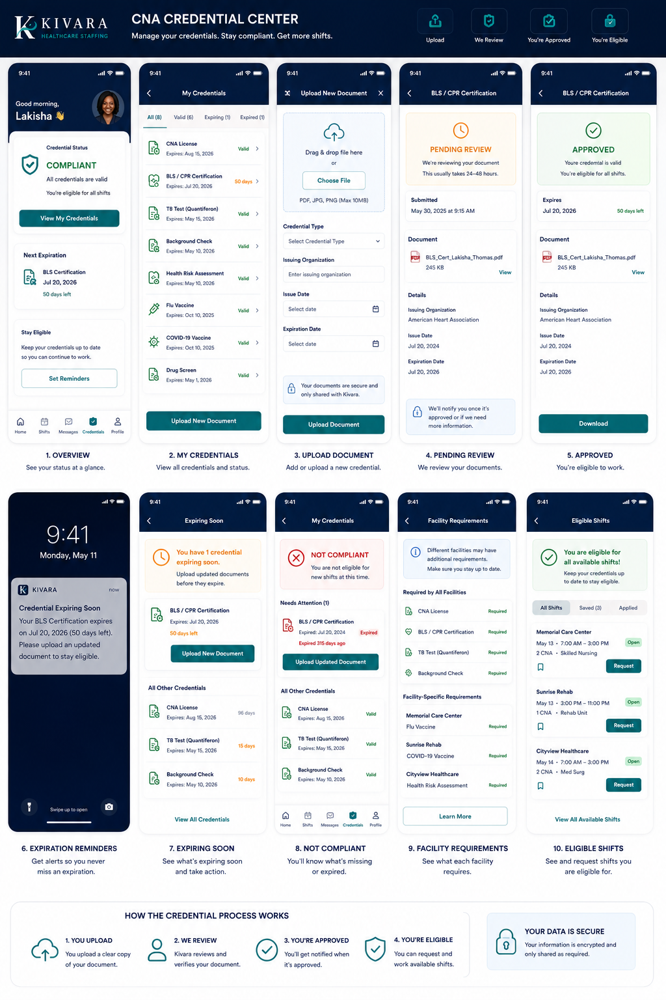 KIVARA
HEALTHCARE STAFFING
CNA CREDENTIAL CENTER
Manage your credentials. Stay compliant. Get more shifts.
Upload
We Review
You're Approved
You're Eligible
9:41
Good morning,
Lakisha 👋
Credential Status
COMPLIANT
All credentials are valid
You're eligible for all shifts
View My Credentials
Next Expiration
BLS Certification
Jul 20, 2026
50 days left
Stay Eligible
Keep your credentials up to date
so you can continue to work.
Set Reminders
Home
Shifts
Messages
Credentials
Profile
1. OVERVIEW
See your status at a glance.
9:41
My Credentials
All (8)
Valid (6)
Expiring (1)
Expired (1)
CNA License
Expires: Aug 15, 2026
Valid
BLS / CPR Certification
Expires: Jul 20, 2026
50 days
TB Test (Quantiferon)
Expires: May 15, 2026
Valid
Background Check
Expires: May 10, 2026
Valid
Health Risk Assessment
Expires: May 10, 2026
Valid
Flu Vaccine
Expires: Oct 10, 2025
Valid
COVID-19 Vaccine
Expires: Oct 10, 2025
Valid
Drug Screen
Expires: May 1, 2026
Valid
Upload New Document
2. MY CREDENTIALS
View all credentials and status.
9:41
Upload New Document
Drag & drop file here
or
Choose File
PDF, JPG, PNG (Max 10MB)
Credential Type
Select Credential Type
Issuing Organization
Enter issuing organization
Issue Date
Select date
Expiration Date
Select date
Your documents are secure and
only shared with Kivara.
Upload Document
3. UPLOAD DOCUMENT
Add or upload a new credential.
9:41
BLS / CPR Certification
PENDING REVIEW
We're reviewing your document
This usually takes 24–48 hours.
Submitted
May 30, 2025 at 9:15 AM
Document
BLS_Cert_Lakisha_Thomas.pdf
245 KB
View
Details
Issuing Organization
American Heart Association
Issue Date
Jul 20, 2024
Expiration Date
Jul 20, 2026
We'll notify you once it's
approved or if we need
more information.
4. PENDING REVIEW
We review your documents.
9:41
BLS / CPR Certification
APPROVED
Youre credemtal is valid
You're eligible for all shifts.
Expires
Jul 20, 2026
50 days left
Document
BLS_Cert_Lakisha_Thomas.pdf
245 KB
View
Details
Issuing Organization
American Heart Association
Issue Date
Jul 20, 2024
Expiration Date
Jul 20, 2026
Download
5. APPROVED
You're eligible to work.
9:41
Monday, May 11
KIVARA
now
Credential Expiring Soon
Your BLS Certification expires
on Jul 20, 2026 (50 days left).
Please upload an updated
document to stay eligible.
Swipe up to open
6. EXPIRATION REMINDERS
Get alerts so you never
miss an expiration.
9:41
Expiring Soon
You have 1 credential
expiring soon.
Upload updated documents
before they expire.
BLS / CPR Certification
Expires: Jul 20, 2026
50 days left
Upload New Document
All Other Credentials
CNA License
Expires: Aug 15, 2026
96 days
TB Test (Quantiferon)
Expires: May 15, 2026
15 days
Background Check
Expires: May 10, 2026
10 days
View All Credentials
7. EXPIRING SOON
See what's expiring soon
and take action.
9:41
My Credentials
NOT COMPLIANT
You are not eligible for
new shifts at this time.
Needs Attention (1)
BLS / CPR Certification
Expired: Jul 20, 2024
Expired
Expired 315 days ago
Upload Updated Document
All Other Credentials
CNA License
Expires: Aug 15, 2026
Valid
TB Test (Quantiferon)
Expires: May 15, 2026
Valid
Background Check
Expires: May 10, 2026
Valid
Home
Shifts
Messages
Credentials
Profile
8. NOT COMPLIANT
You'll know what's missing
or expired.
9:41
Facility Requirements
Different facilities may have
additional requirements.
Make sure you stay up to date.
Required by All Facilities
CNA License
Required
BLS / CPR Certification
Required
TB Test (Quantiferon)
Required
Background Check
Required
Facility-Specific Requirements
Memorial Care Center
Flu Vaccine
Required
Sunrise Rehab
COVID-19 Vaccine
Required
Cityview Healthcare
Health Risk Assessment
Required
Learn More
9. FACILITY REQUIREMENTS
See what each facility
requires.
9:41
Eligible Shifts
You are eligible for
all available shifts!
Keep your credentials up
to date to stay eligible.
All Shifts
Saved (3)
Applied
Memorial Care Center
May 13 • 7:00 AM – 3:00 PM
Open
2 CNA • Skilled Nursing
Request
Sunrise Rehab
May 13 • 3:00 PM – 11:00 PM
Open
1 CNA • Rehab Unit
Request
Cityview Healthcare
May 14 • 7:00 AM – 3:00 PM
Open
2 CNA • Med Surg
Request
View All Available Shifts
10. ELIGIBLE SHIFTS
See and request shifts you
are eligible for.
HOW THE CREDENTIAL PROCESS WORKS
1. YOU UPLOAD
You upload a clear copy
of your document.
2. WE REVIEW
Kivara reviews and
verifies your document.
3. YOU'RE APPROVED
You'll get notified when
it's approved.
4. YOU'RE ELIGIBLE
You can request and
work available shifts.
YOUR DATA IS SECURE
Your information is encrypted and
only shared as required.